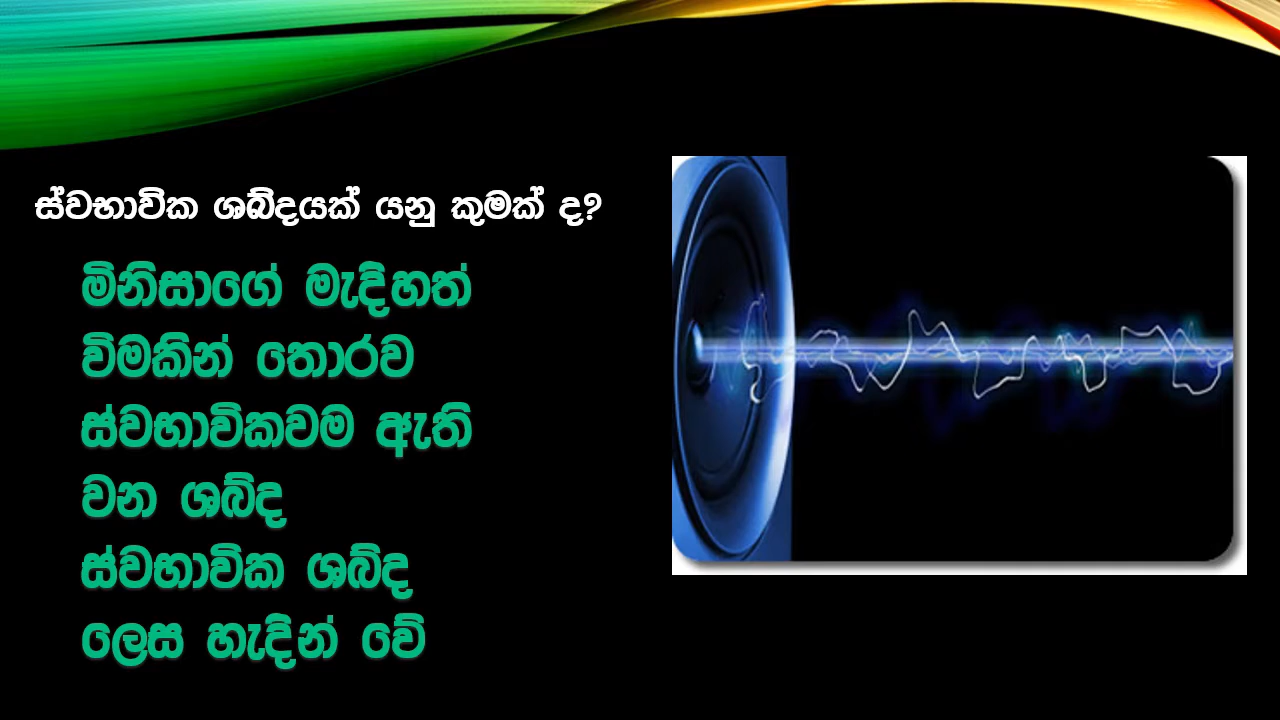 ස්වභාවික ශබ්දයක් යනු කුමක් ද?
මිනිසාගේ මැදිහත්
විමකින් තොරව
ස්වභාවිකවම ඇති
වන ශබ්ද
ස්වභාවික ශබ්ද
ලෙස හැදින් වේ